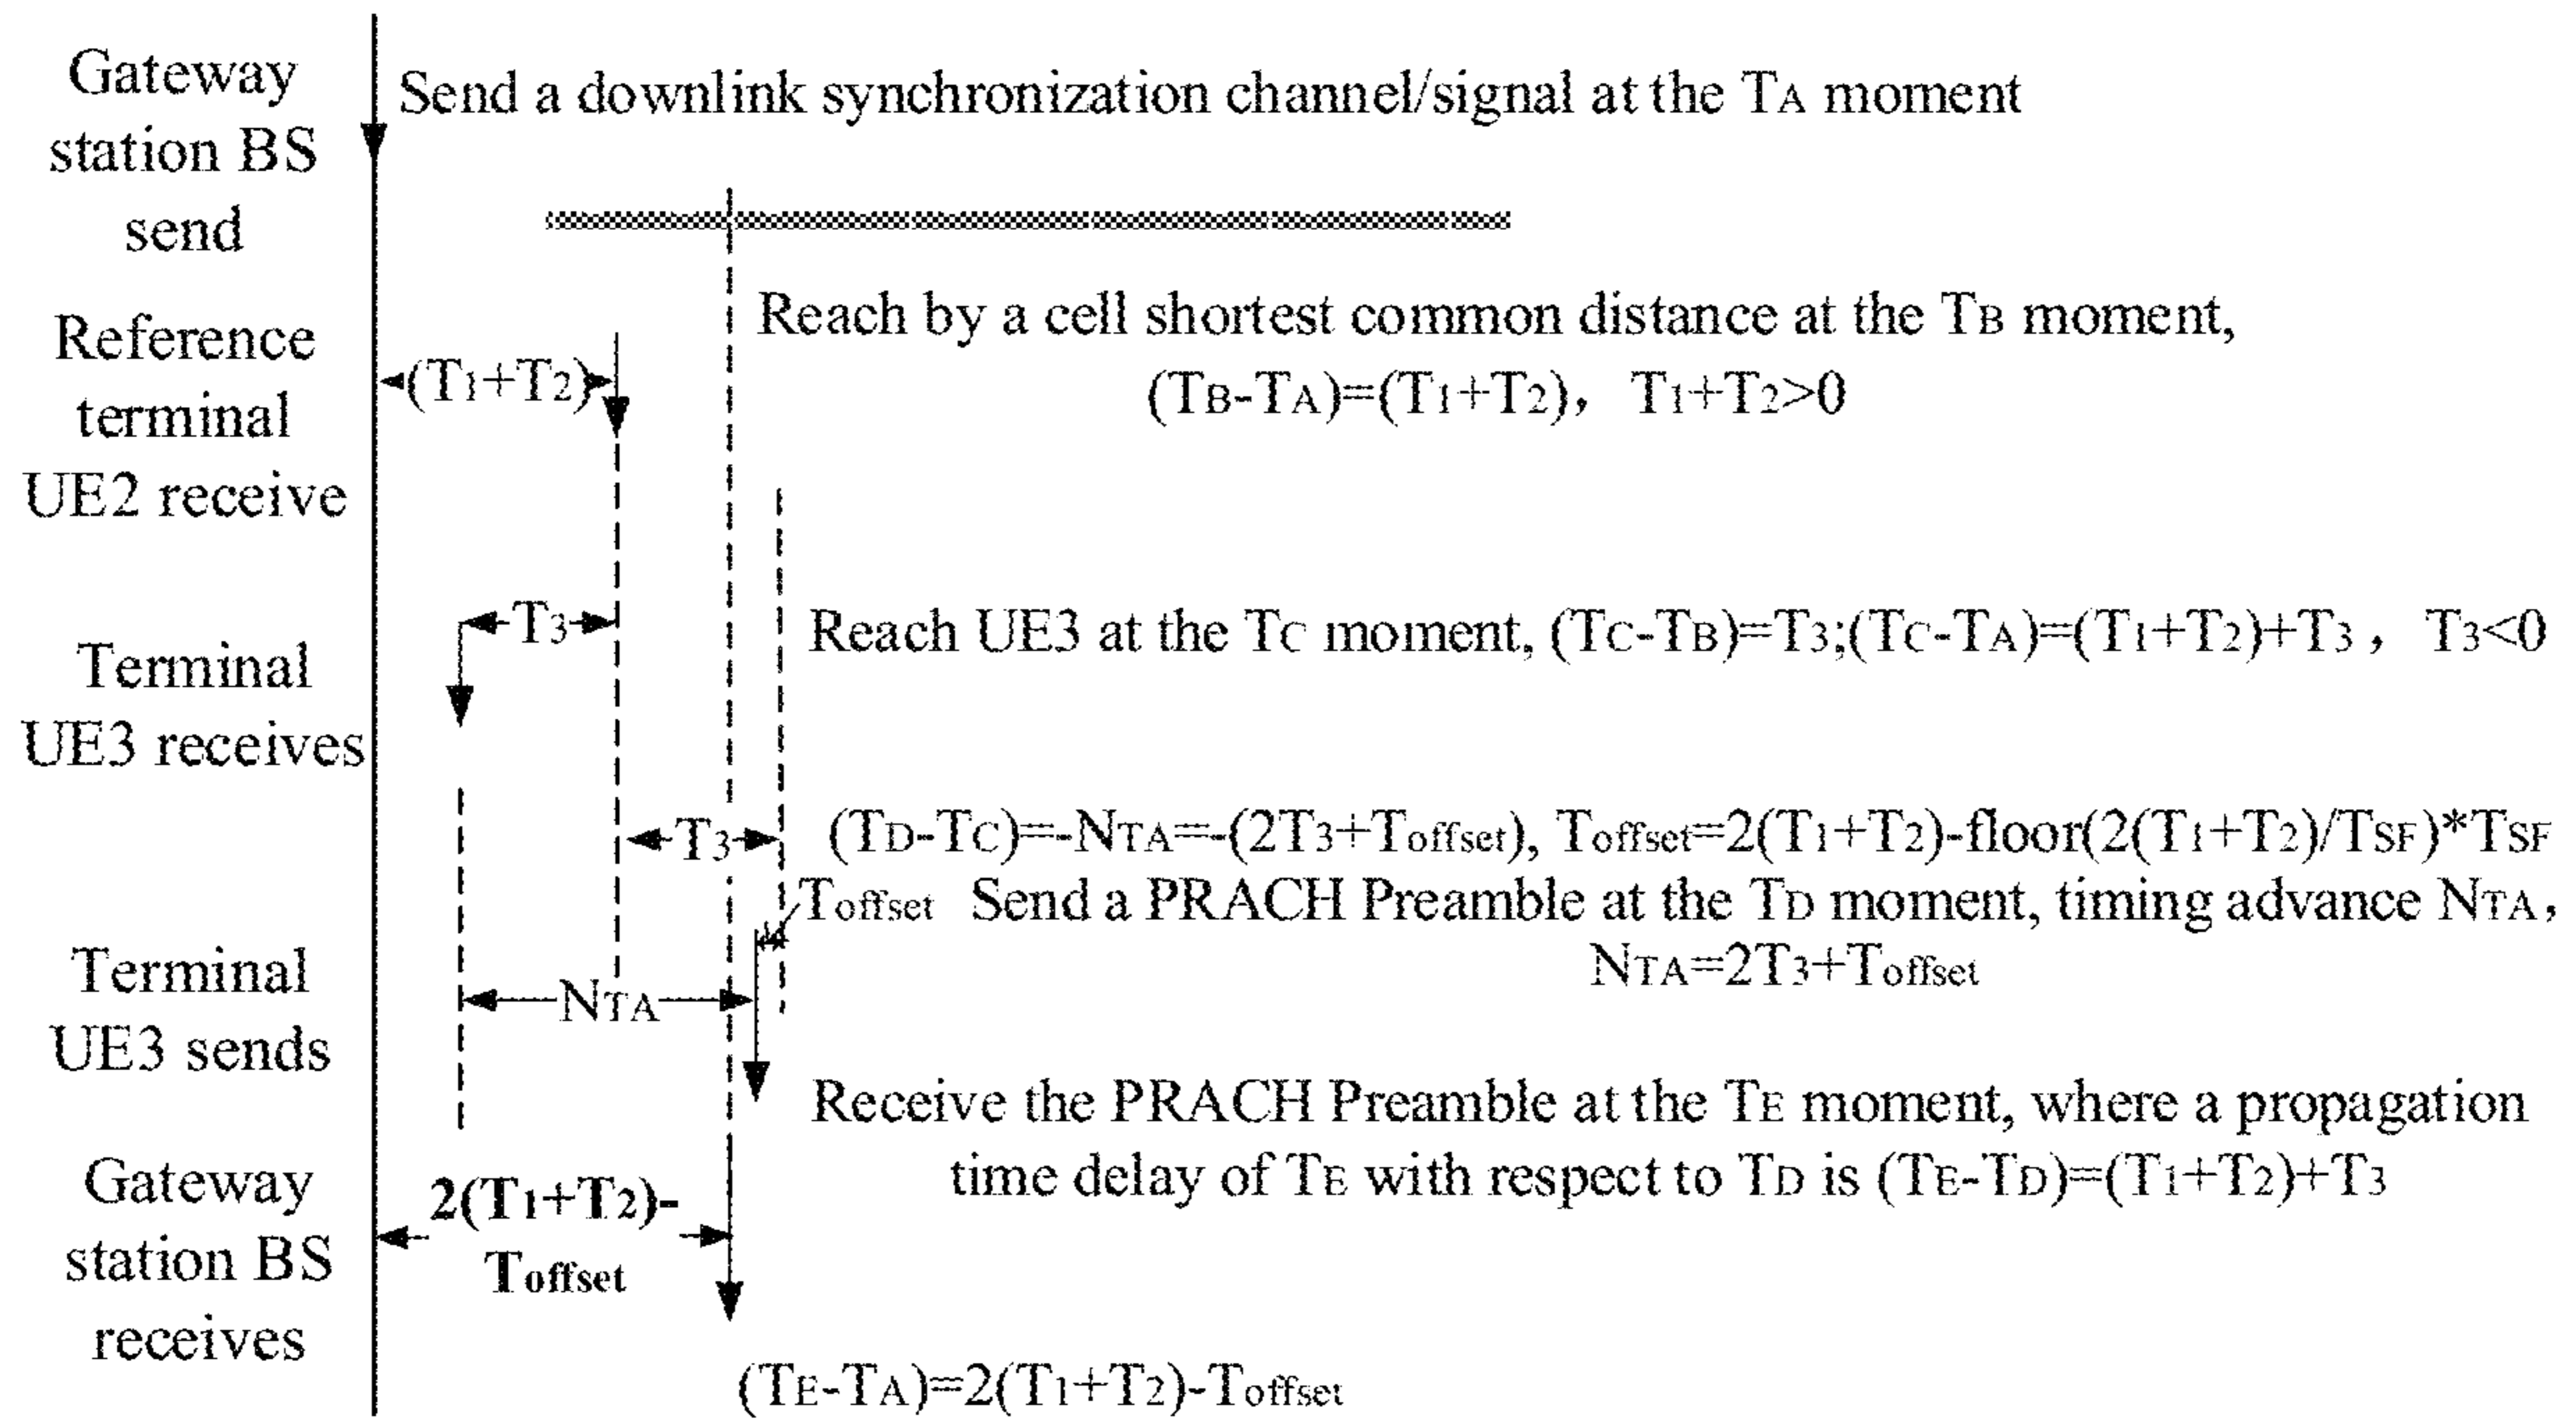 Gateway
station BS
send
Send a downlink synchronization channel/signal at the TA moment
Reference
terminal
UE2 receive
(T1+T2)
Reach by a cell shortest common distance at the TB moment,
(TB-TA)=(T1+T2), T1+T2>0
Terminal
UE3 receives
T3
Reach UE3 at the TC moment, (TC-TB)=T3;(TC-TA)=(T1+T2)+T3, T3<0
T3
(TD-TC)=-NTA=-(2T3+Toffset), Toffset=2(T1+T2)-floor(2(T1+T2)/TSF)*TSF
Toffset Send a PRACH Preamble at the TD moment, timing advance NTA,
NTA=2T3+Toffset
Terminal
UE3 sends
NTA
Receive the PRACH Preamble at the TE moment, where a propagation
time delay of TE with respect to TD is (TE-TD)=(T1+T2)+T3
Gateway
station BS
receives
2(T1+T2)-
Toffset
(TE-TA)=2(T1+T2)-Toffset